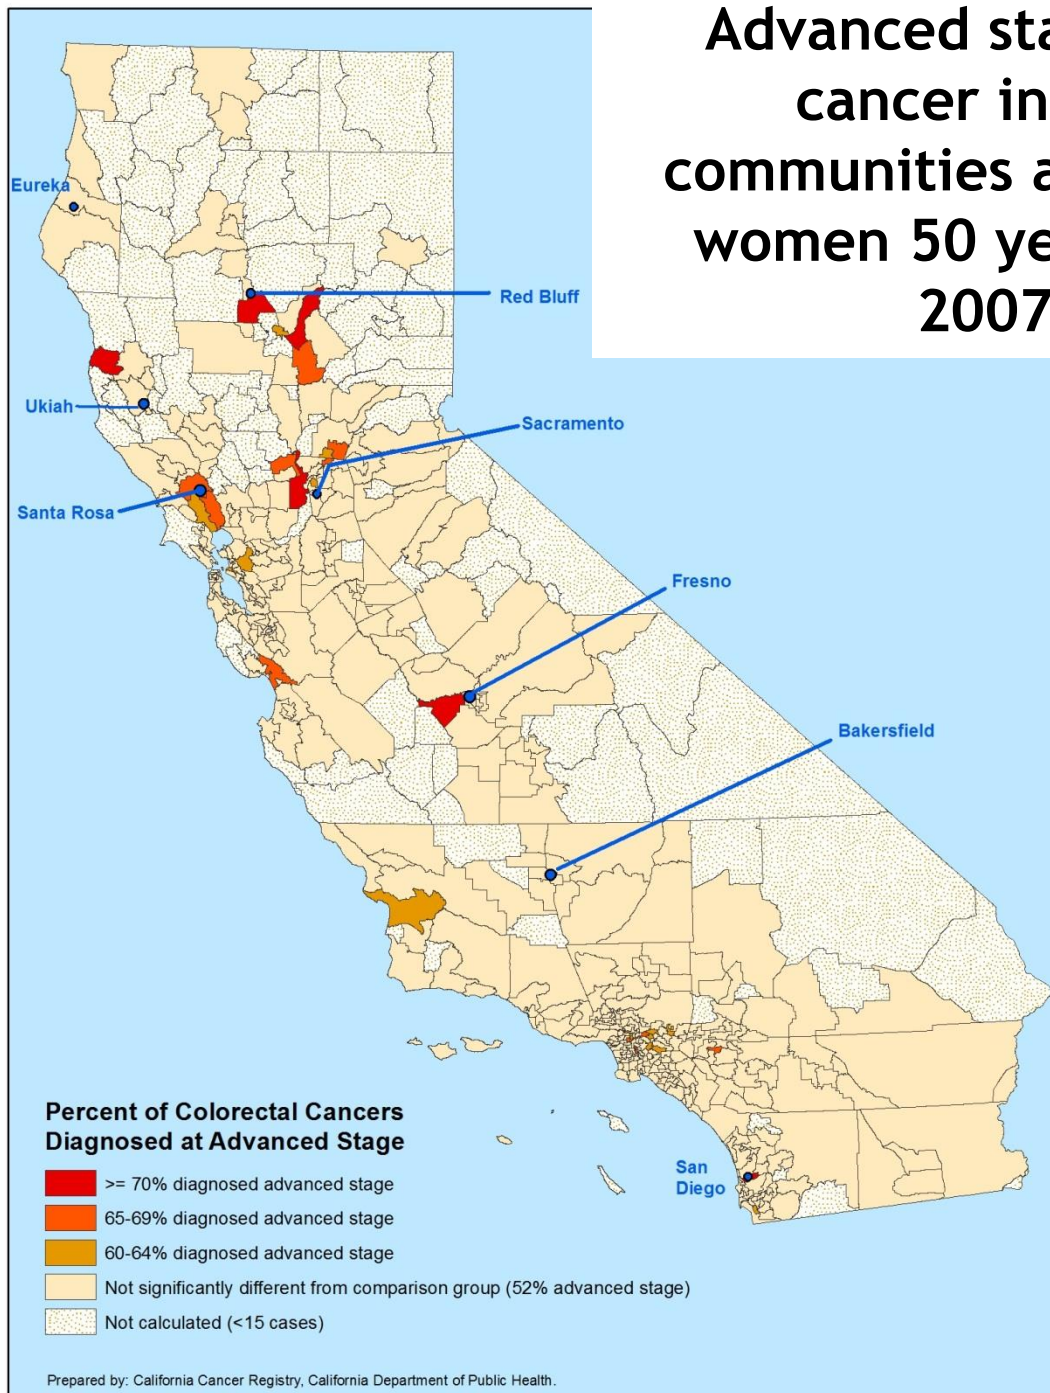 Advanced sta
cancer in
communities a
women 50 ye
2007
Eureka
Red Bluff
Ukiah
Sacramento
Santa Rosa
Fresno
Bakersfield
San
Diego
Percent of Colorectal Cancers
Diagnosed at Advanced Stage
>= 70% diagnosed advanced stage
65-69% diagnosed advanced stage
60-64% diagnosed advanced stage
Not significantly different from comparison group (52% advanced stage)
Not calculated (<15 cases)
Prepared by: California Cancer Registry, California Department of Public Health.